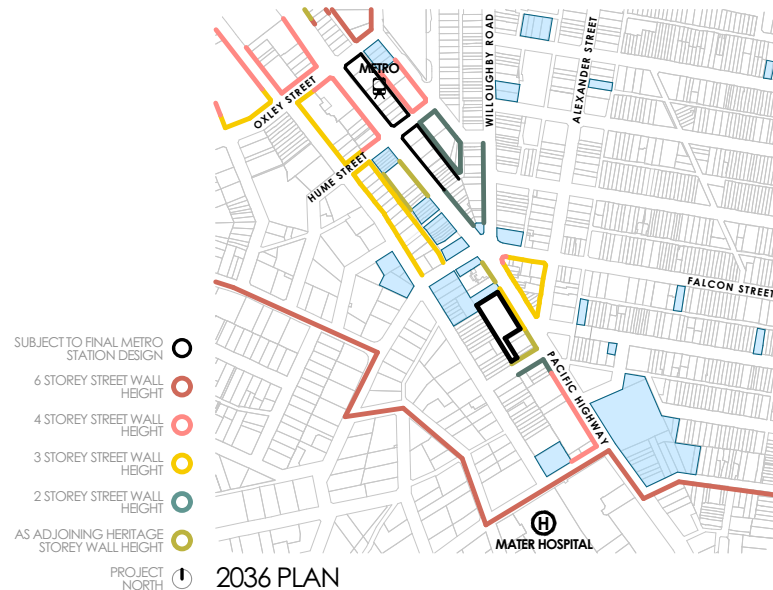 METRO
WILLOUGHBY ROAD
ALEXANDER STREET
OXLEY STREET
HUME STREET
FALCON STREET
PACIFIC HIGHWAY
SUBJECT TO FINAL METRO
STATION DESIGN
6 STOREY STREET WALL
HEIGHT
4 STOREY STREET WALL
HEIGHT
3 STOREY STREET WALL
HEIGHT
2 STOREY STREET WALL
HEIGHT
AS ADJOINING HERITAGE
STOREY WALL HEIGHT
PROJECT
NORTH
H
MATER HOSPITAL
2036 PLAN